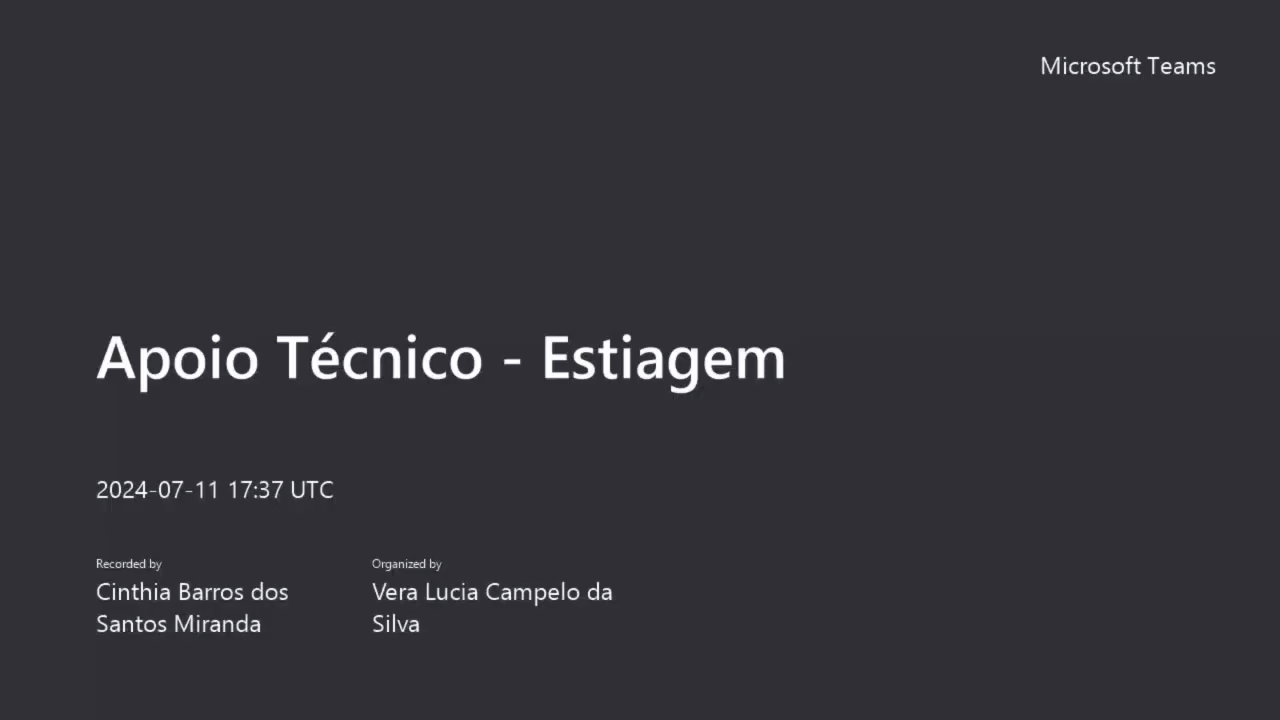 Microsoft Teams
Apoio Técnico - Estiagem
2024-07-11 17:37 UTC
Recorded by
Cinthia Barros dos
Santos Miranda
Organized by
Vera Lucia Campelo da
Silva